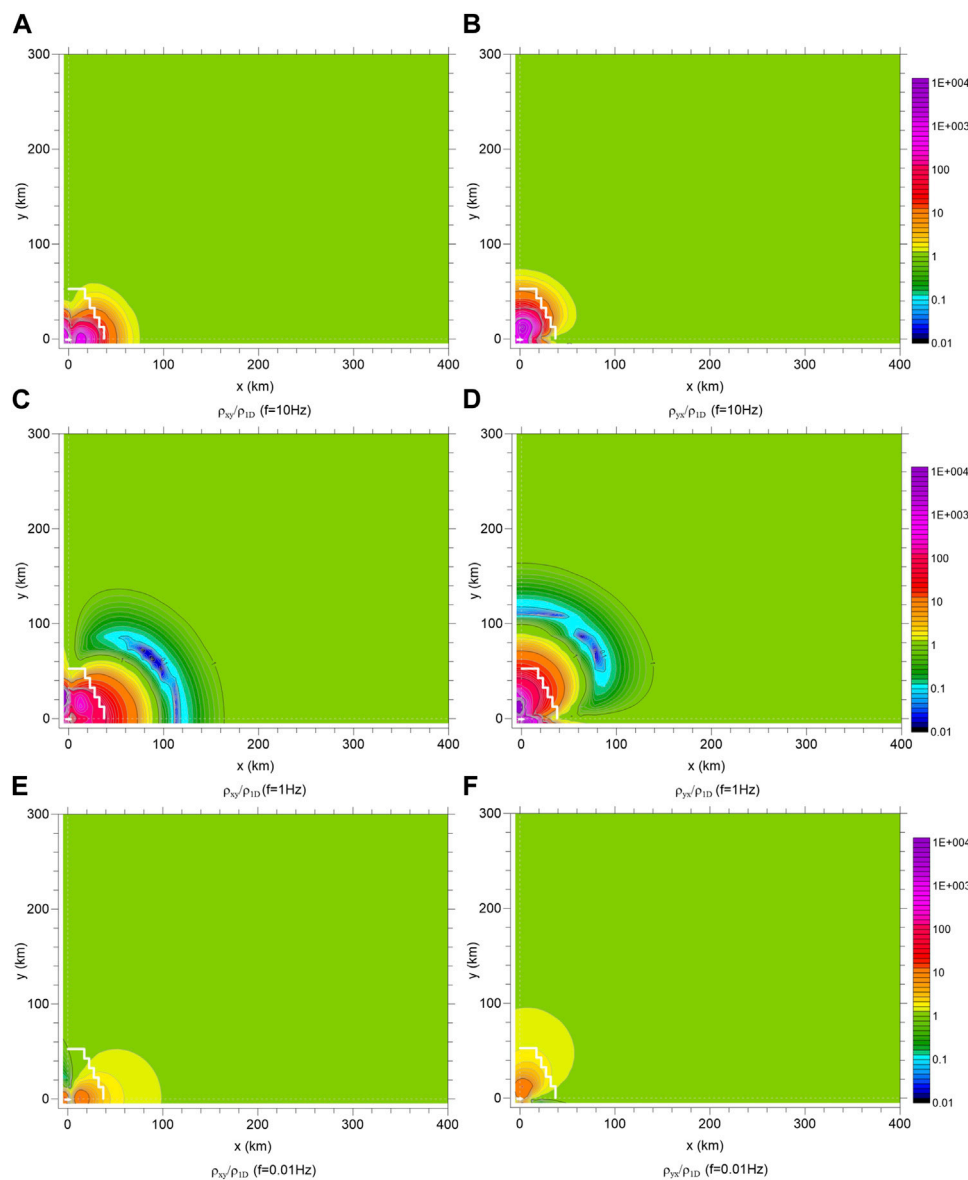 A
300
200
100
0
y (km)
0 100 200 300 400
x (km)
ρxy/ρ1D (f=10Hz)
B
300
200
100
0
y (km)
0 100 200 300 400
x (km)
ρyx/ρ1D (f=10Hz)
1E+004
1E+003
100
10
1
0.1
0.01
C
300
200
100
0
y (km)
0 100 200 300 400
x (km)
ρxy/ρ1D (f=1Hz)
D
300
200
100
0
y (km)
0 100 200 300 400
x (km)
ρyx/ρ1D (f=1Hz)
1E+004
1E+003
100
10
1
0.1
0.01
E
300
200
100
0
y (km)
0 100 200 300 400
x (km)
ρxy/ρ1D (f=0.01Hz)
F
300
200
100
0
y (km)
0 100 200 300 400
x (km)
ρyx/ρ1D (f=0.01Hz)
1E+004
1E+003
100
10
1
0.1
0.01